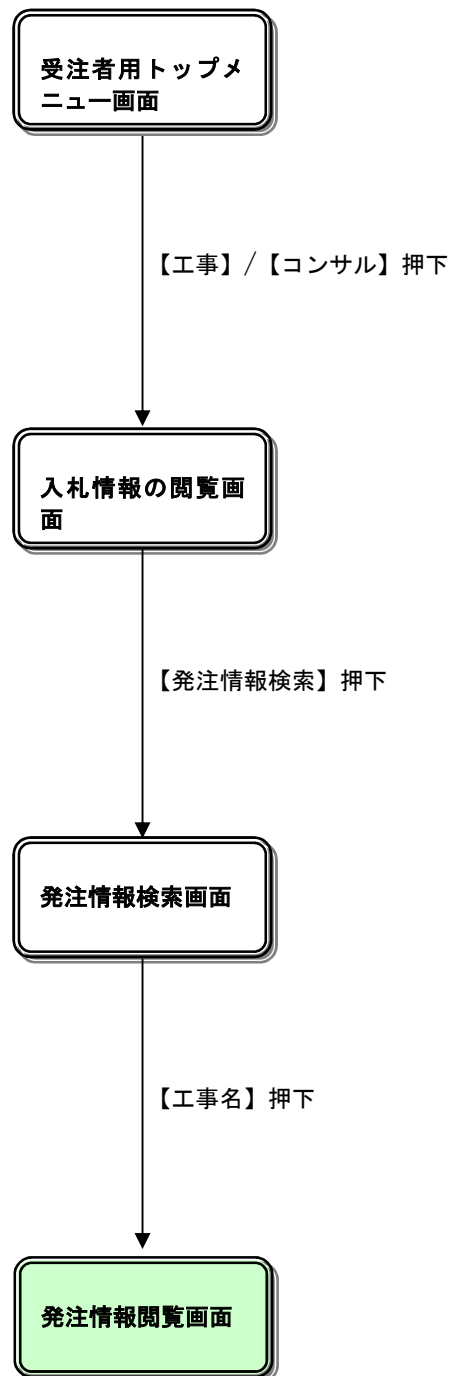 受注者用トップメ
ニュー画面
【工事】/【コンサル】押下
入札情報の閲覧画
面
【発注情報検索】押下
発注情報検索画面
【工事名】押下
発注情報閲覧画面